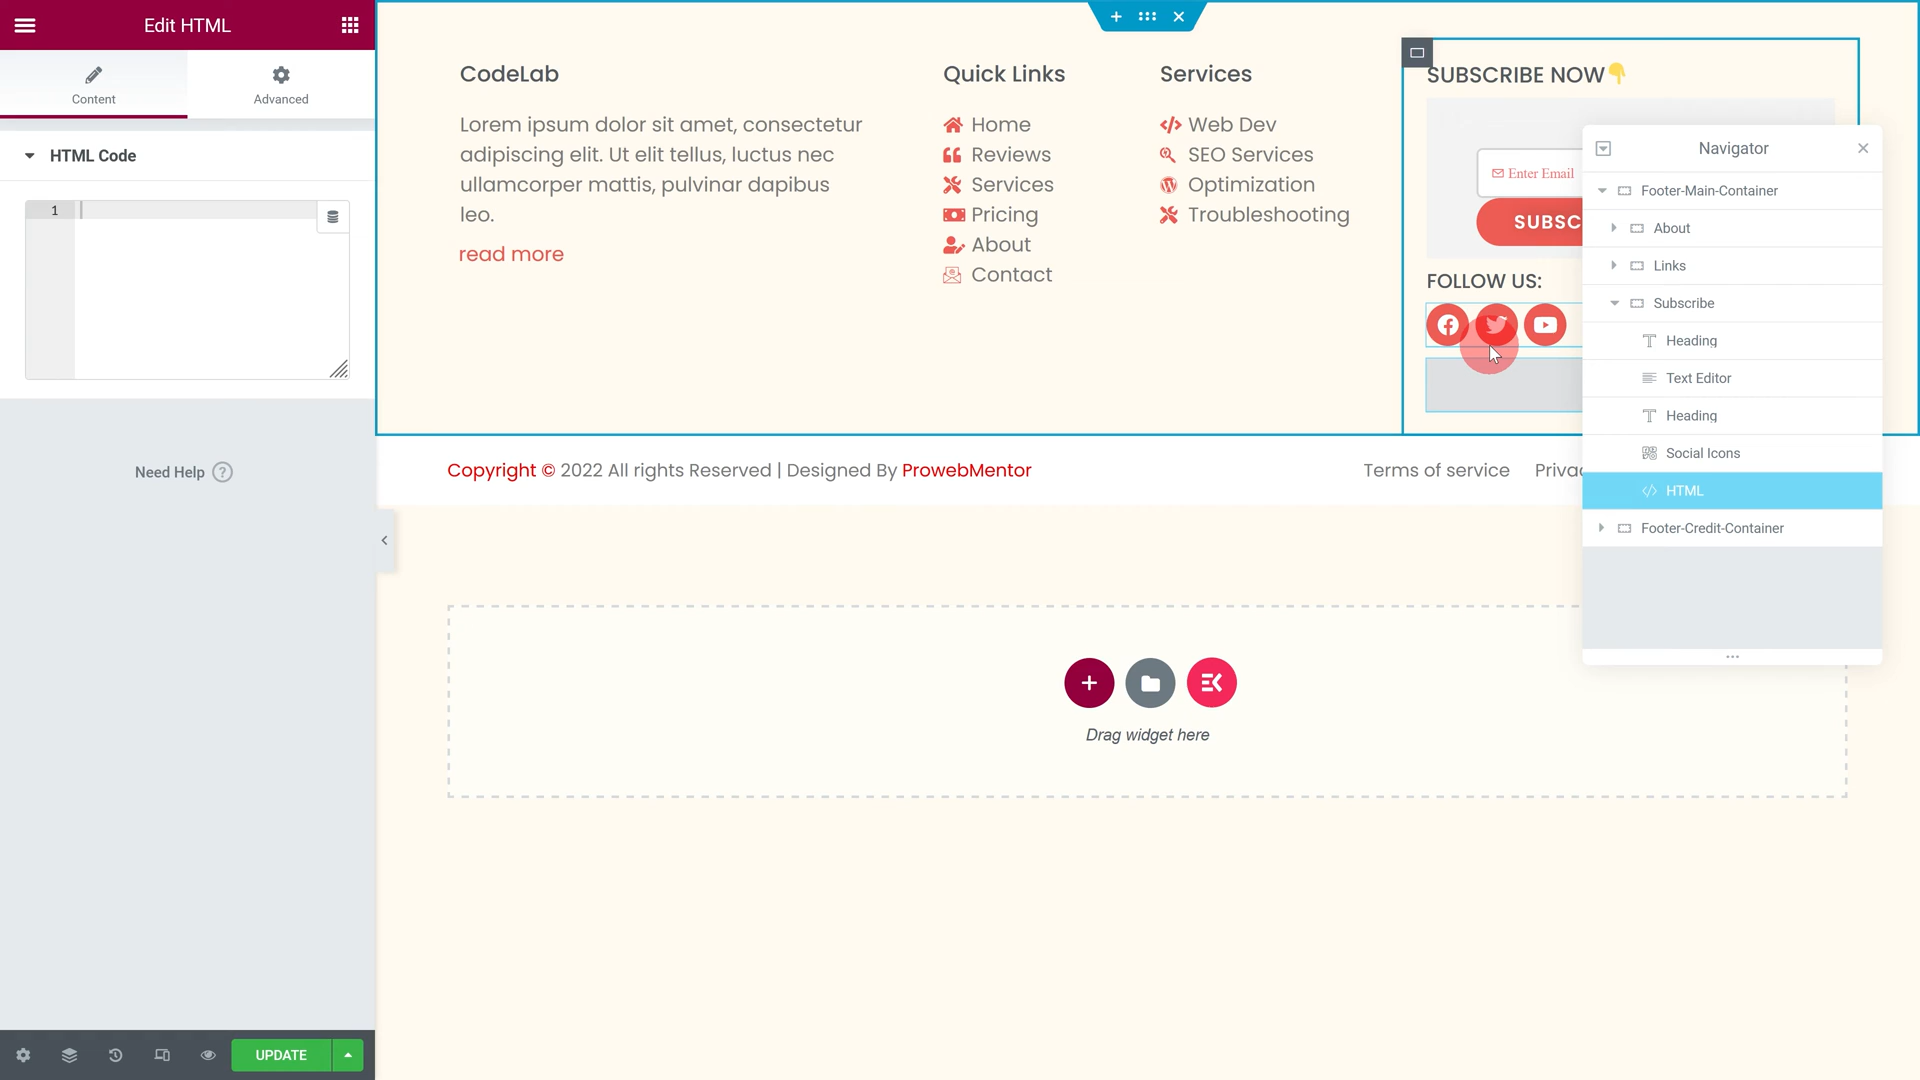 Edit HTML
Content
Advanced
HTML Code
1
Need Help ?
UPDATE
CodeLab
Lorem ipsum dolor sit amet, consectetur
adipiscing elit. Ut elit tellus, luctus nec
ullamcorper mattis, pulvinar dapibus
leo.
read more
Quick Links
Home
Reviews
Services
Pricing
About
Contact
Services
Web Dev
SEO Services
Optimization
Troubleshooting
SUBSCRIBE NOW👇
Enter Email
SUBSC
FOLLOW US:
Copyright © 2022 All rights Reserved | Designed By ProwebMentor
Terms of service
Privac
Drag widget here
Navigator
Footer-Main-Container
About
Links
Subscribe
Heading
Text Editor
Heading
Social Icons
HTML
Footer-Credit-Container